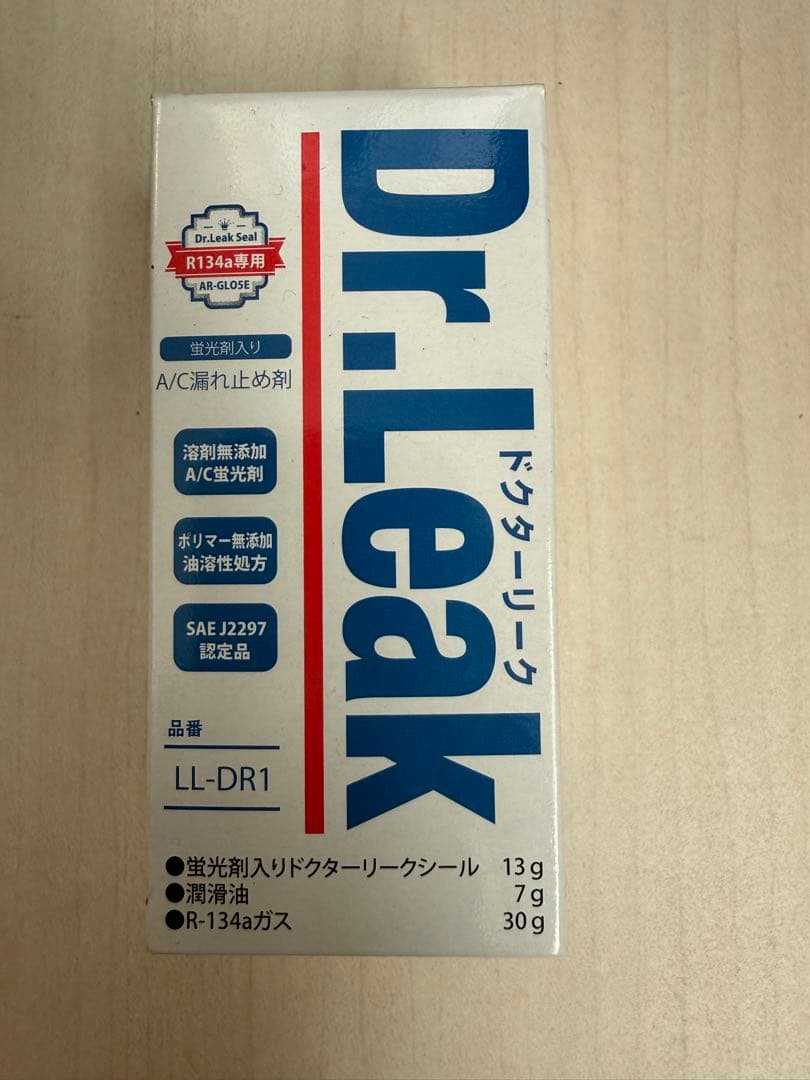 Dr.Leak
ドクターリーク
Dr.Leak Seal
R134a専用
AR-GL05E
蛍光剤入り
A/C漏れ止め剤
溶剤無添加
A/C蛍光剤
ポリマー無添加
油溶性処方
SAE J2297
認定品
品番
LL-DR1
●蛍光剤入りドクターリークシール 13g
●潤滑油 7g
●R-134aガス 30g